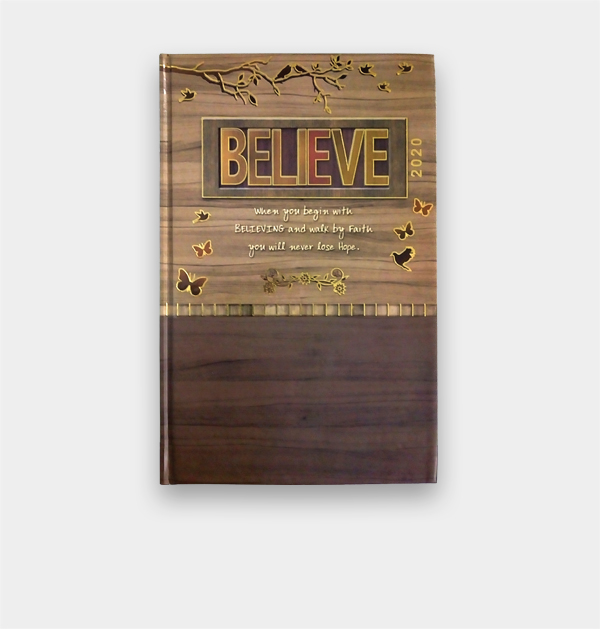 BELIEVE
2020
When you begin with
BELIEVING and walk by Faith
you will never lose Hope.